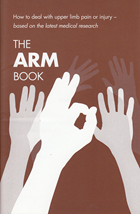 How to deal with upper limb pain or injury –
based on the latest medical research
THE
ARM
BOOK